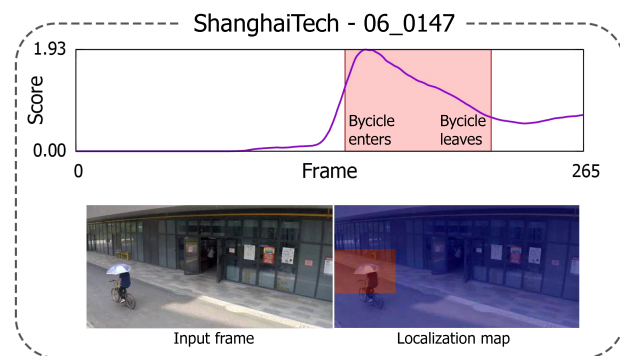 ShanghaiTech - 06_0147
1.93
Score
0.00
Bycicle
enters
Bycicle
leaves
0
Frame
265
Input frame
Localization map